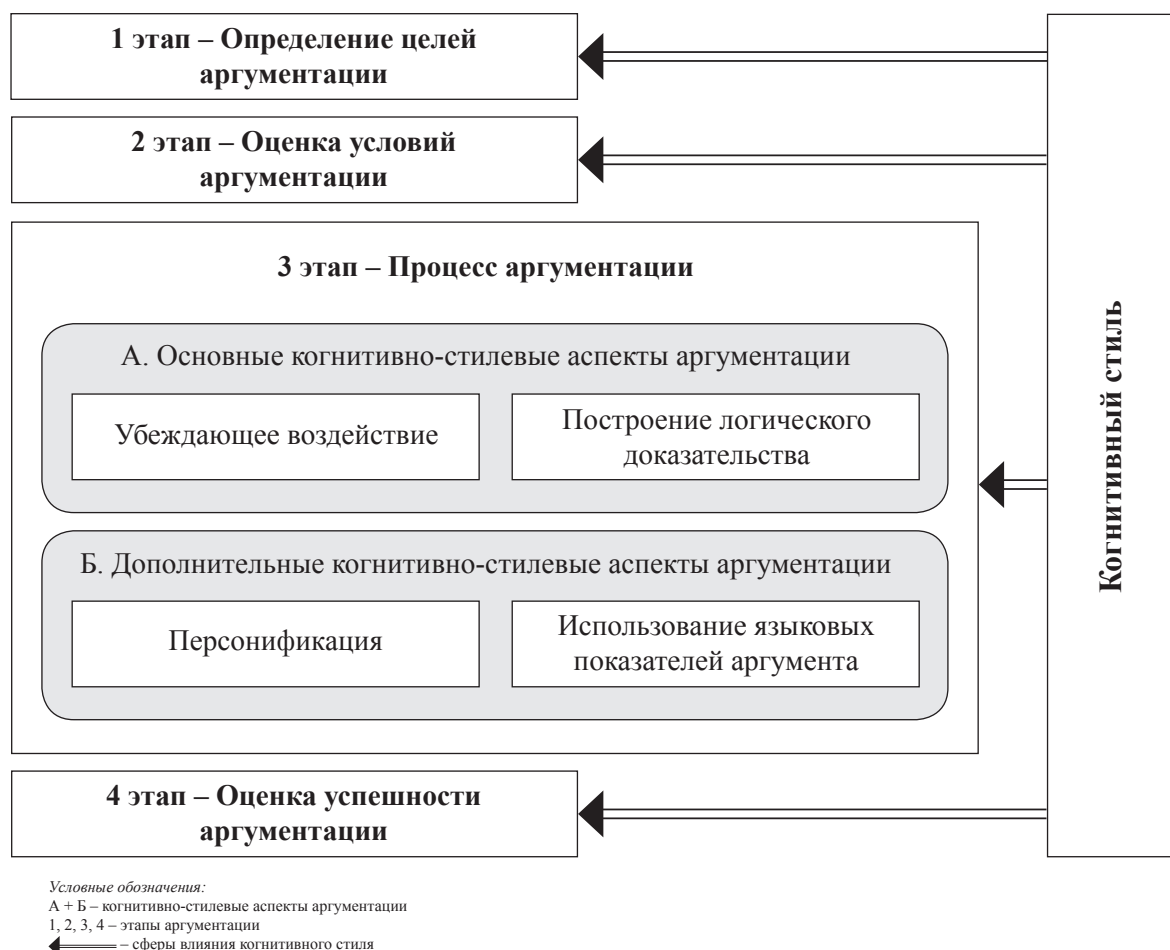 1 этап – Определение целей
аргументации
2 этап – Оценка условий
аргументации
3 этап – Процесс аргументации
А. Основные когнитивно-стилевые аспекты аргументации
Убеждающее воздействие
Построение логического
доказательства
Б. Дополнительные когнитивно-стилевые аспекты аргументации
Персонификация
Использование языковых
показателей аргумента
4 этап – Оценка успешности
аргументации
Когнитивный стиль
Условные обозначения:
А + Б – когнитивно-стилевые аспекты аргументации
1, 2, 3, 4 – этапы аргументации
– сферы влияния когнитивного стиля